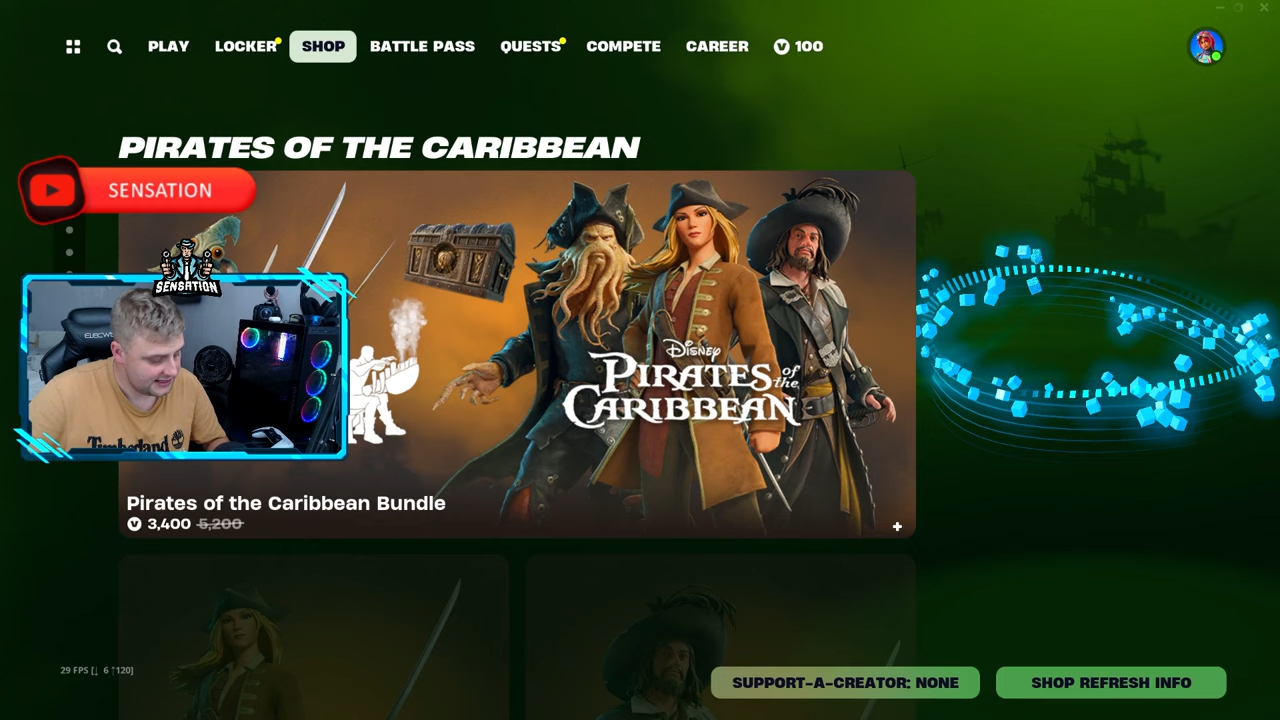 PLAY LOCKER SHOP BATTLE PASS QUESTS COMPETE CAREER 100
PIRATES OF THE CARIBBEAN
SENSATION
SENSATION
Timberland
Disney
PIRATES of the
CARIBBEAN
Pirates of the Caribbean Bundle
3,400 5,200
29 FPS [↓ 6 ↑120]
SUPPORT-A-CREATOR: NONE
SHOP REFRESH INFO